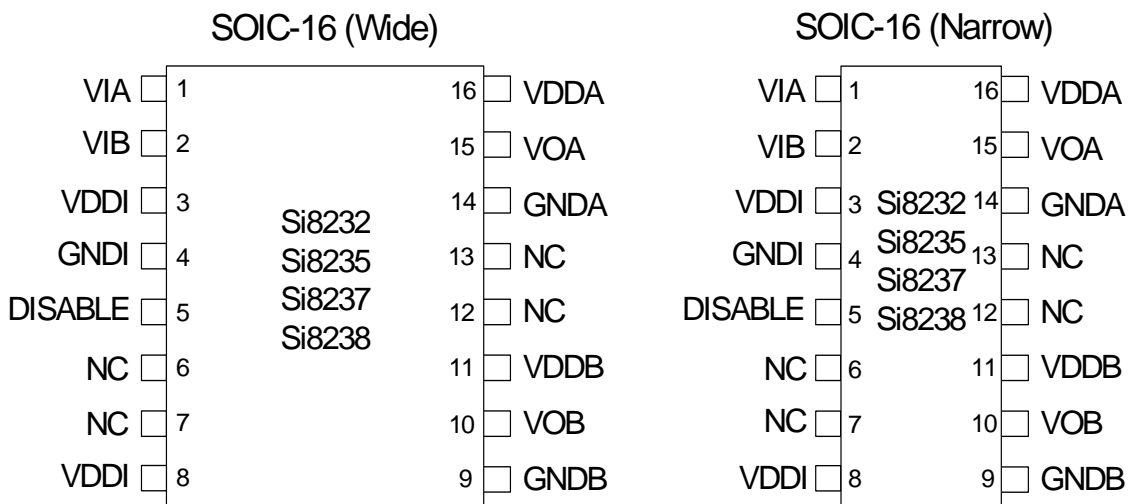 SOIC-16 (Wide)
VIA 1 16 VDDA
VIB 2 15 VOA
VDDI 3 14 GNDA
GNDI 4 13 NC
DISABLE 5 12 NC
NC 6 11 VDDB
NC 7 10 VOB
VDDI 8 9 GNDB
Si8232
Si8235
Si8237
Si8238
SOIC-16 (Narrow)
VIA 1 16 VDDA
VIB 2 15 VOA
VDDI 3 14 GNDA
GNDI 4 13 NC
DISABLE 5 12 NC
NC 6 11 VDDB
NC 7 10 VOB
VDDI 8 9 GNDB
Si8232
Si8235
Si8237
Si8238